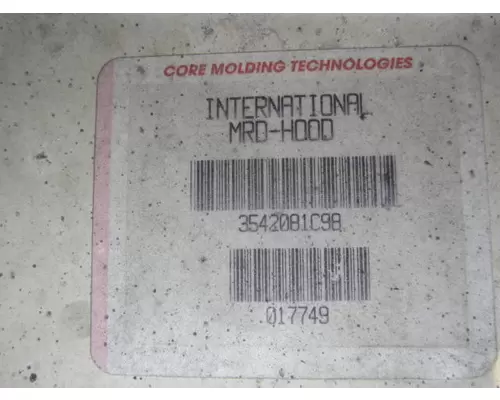 CORE MOLDING TECHNOLOGIES
INTERNATIONAL
MRD-HOOD
3542081C98
017749